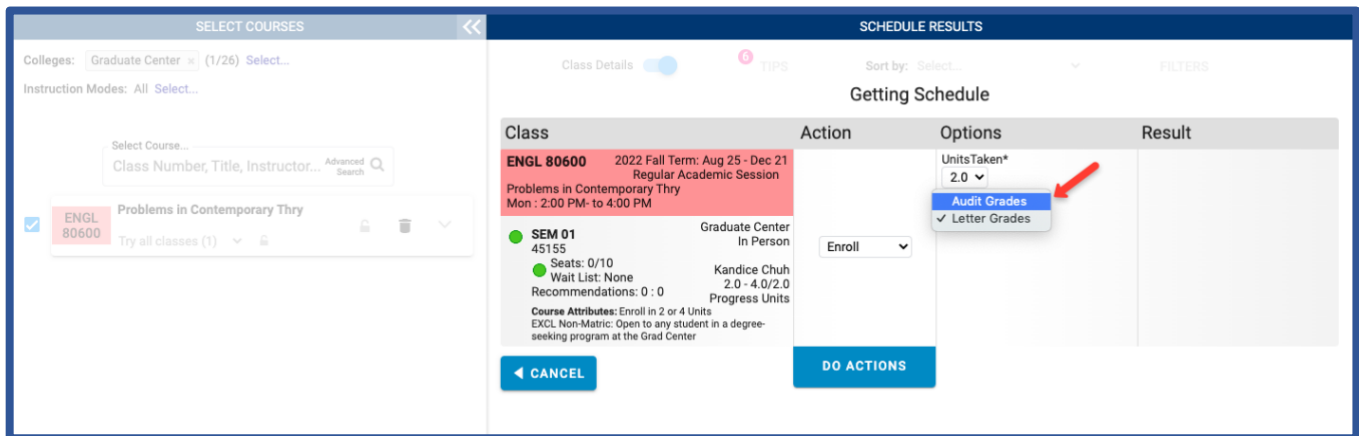 SELECT COURSES
Colleges: Graduate Center × (1/26) Select...
Instruction Modes: All Select...
Select Course...
Class Number, Title, Instructor... Advanced Search
ENGL 80600
Problems in Contemporary Thry
Try all classes (1)
SCHEDULE RESULTS
Class Details
6 TIPS
Sort by: Select...
FILTERS
Getting Schedule
Class Action Options Result
ENGL 80600 2022 Fall Term: Aug 25 - Dec 21
Regular Academic Session
Problems in Contemporary Thry
Mon : 2:00 PM- to 4:00 PM
SEM 01
45155
Seats: 0/10
Wait List: None
Recommendations: 0 : 0
Graduate Center
In Person
Kandice Chuh
2.0 - 4.0/2.0
Progress Units
Course Attributes: Enroll in 2 or 4 Units
EXCL Non-Matric: Open to any student in a degree-
seeking program at the Grad Center
Enroll
UnitsTaken*
2.0
Audit Grades
✓ Letter Grades
CANCEL
DO ACTIONS